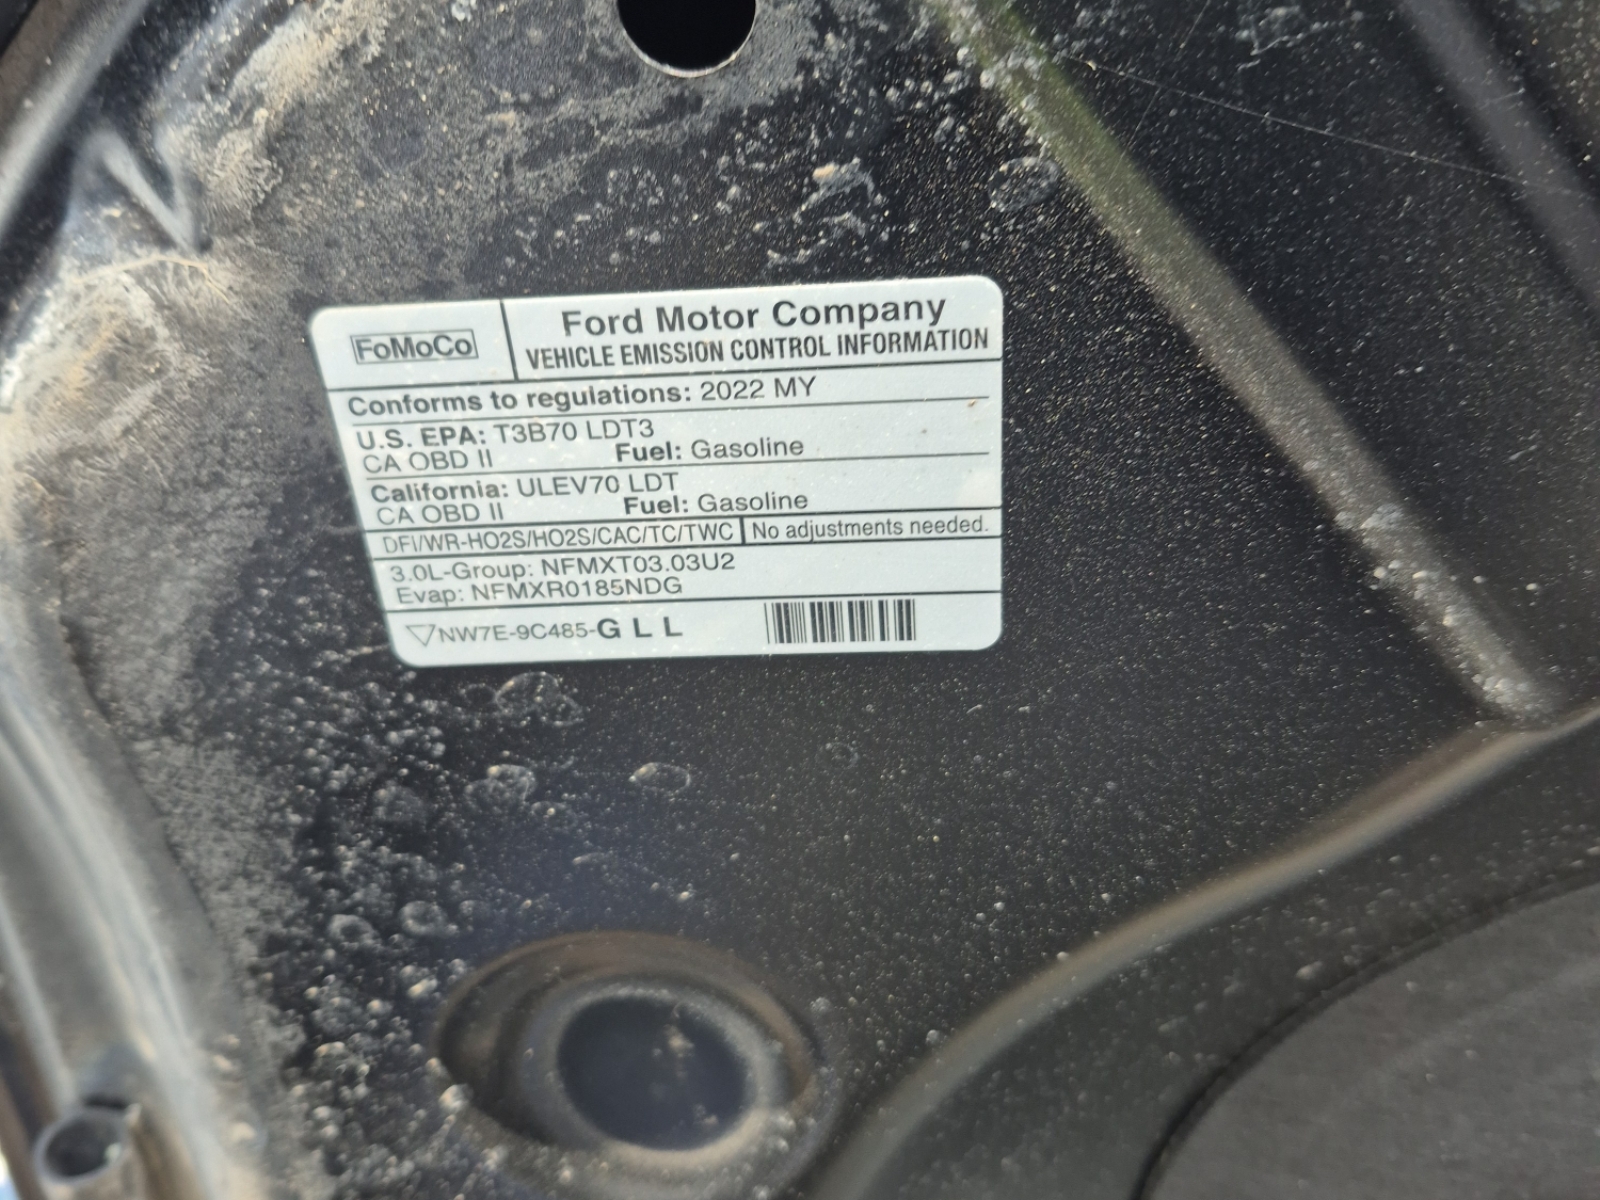 FoMoCo
Ford Motor Company
VEHICLE EMISSION CONTROL INFORMATION
Conforms to regulations: 2022 MY
U.S. EPA: T3B70 LDT3
CA OBD II Fuel: Gasoline
California: ULEV70 LDT
CA OBD II Fuel: Gasoline
DFI/WR-HO2S/HO2S/CAC/TC/TWC No adjustments needed.
3.0L-Group: NFMXT03.03U2
Evap: NFMXR0185NDG
NW7E-9C485-GLL